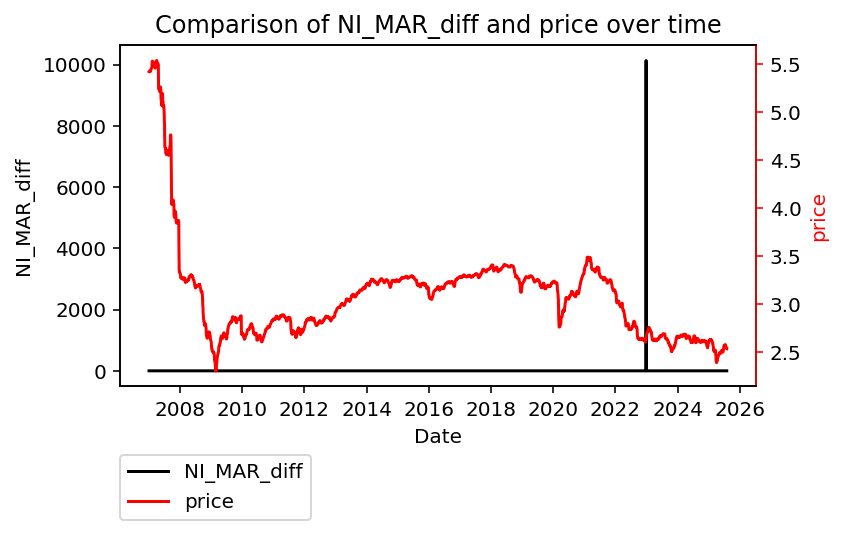 Comparison of NI_MAR_diff and price over time
10000
8000
6000
4000
2000
0
NI_MAR_diff
5.5
5.0
4.5
4.0
3.5
3.0
2.5
price
2008 2010 2012 2014 2016 2018 2020 2022 2024 2026
Date
NI_MAR_diff
price